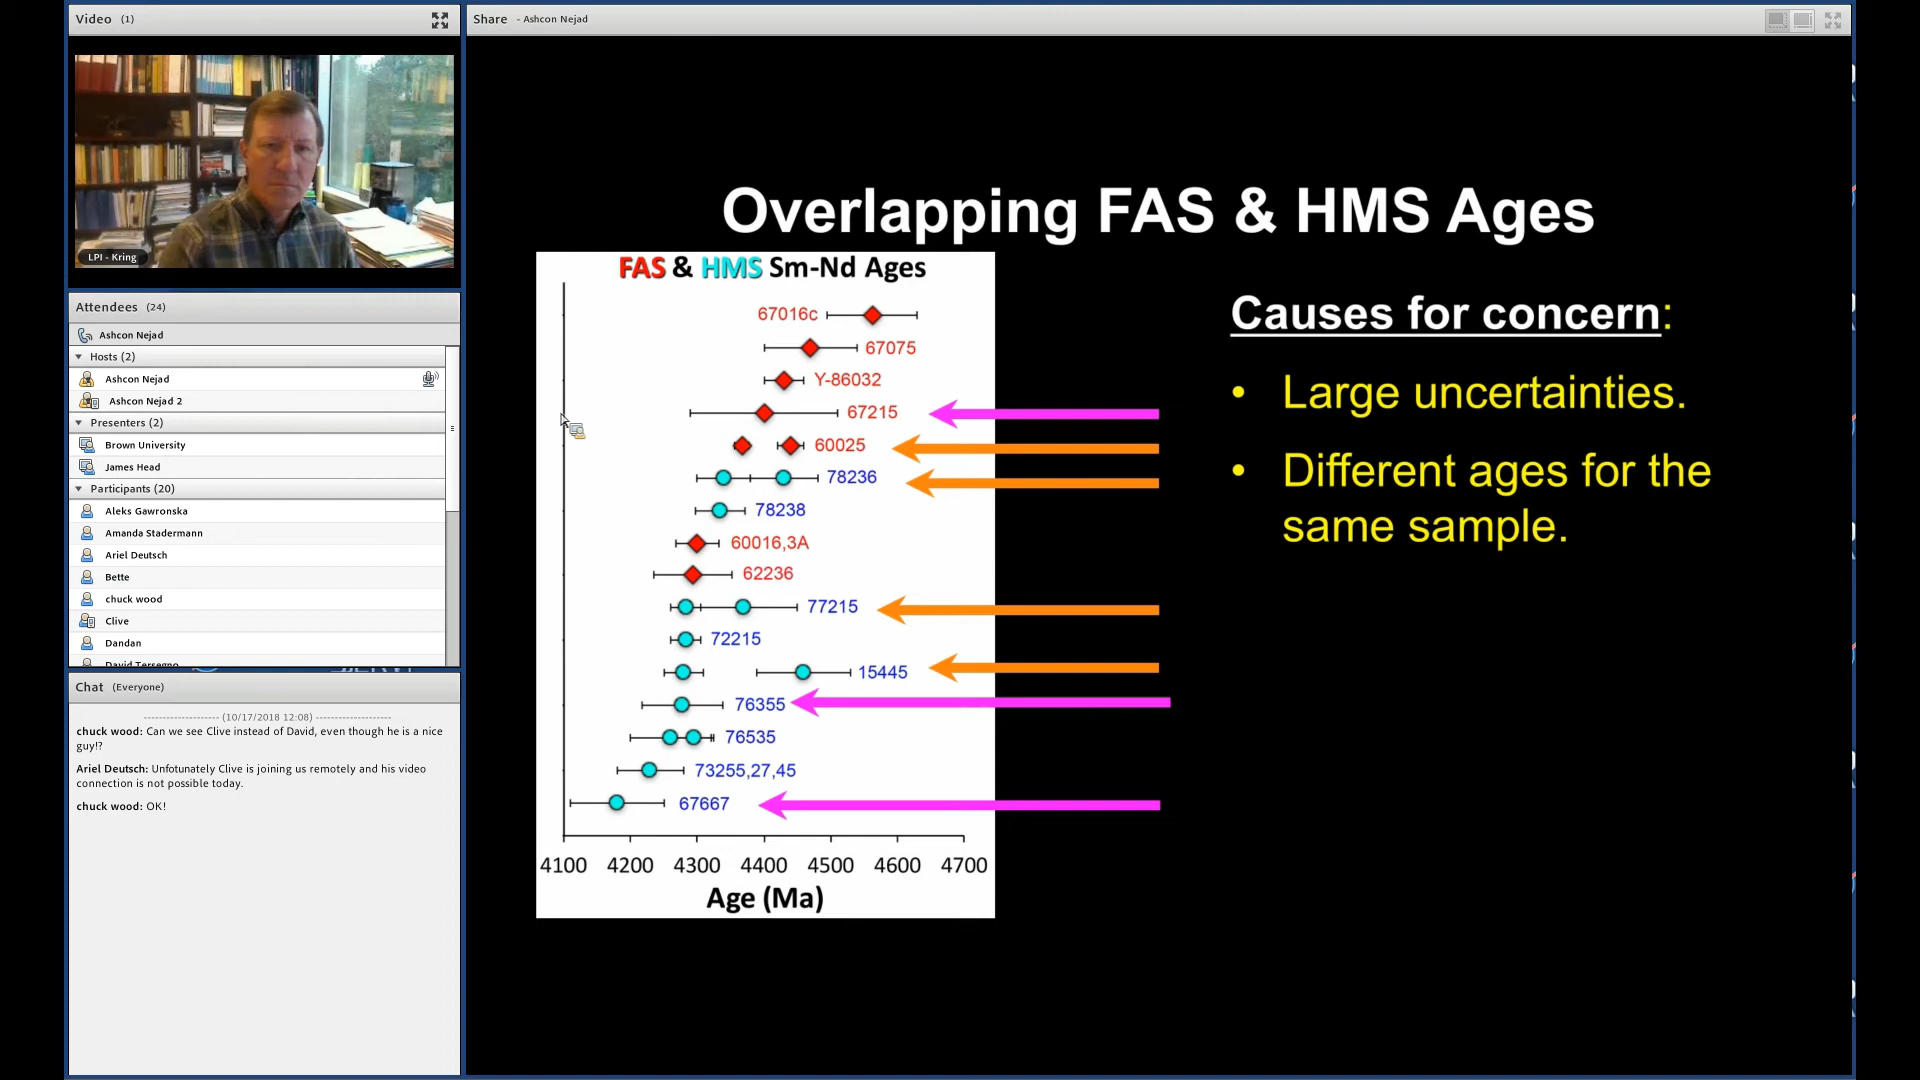 Video (1)
LPI - Kring
Attendees (24)
Ashcon Nejad
Hosts (2)
Ashcon Nejad
Ashcon Nejad 2
Presenters (2)
Brown University
James Head
Participants (20)
Aleks Gawronska
Amanda Stadermann
Ariel Deutsch
Bette
chuck wood
Clive
Dandan
Chat (Everyone)
-------------------- (10/17/2018 12:08) --------------------
chuck wood: Can we see Clive instead of David, even though he is a nice
guy!?
Ariel Deutsch: Unfotunately Clive is joining us remotely and his video
connection is not possible today.
chuck wood: OK!
Share - Ashcon Nejad
Overlapping FAS & HMS Ages
FAS & HMS Sm-Nd Ages
67016c
67075
Y-86032
67215
60025
78236
78238
60016,3A
62236
77215
72215
15445
76355
76535
73255,27,45
67667
4100 4200 4300 4400 4500 4600 4700
Age (Ma)
Causes for concern:
• Large uncertainties.
• Different ages for the
same sample.